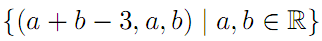 {(a + b − 3, a, b) | a, b ∈ ℝ}